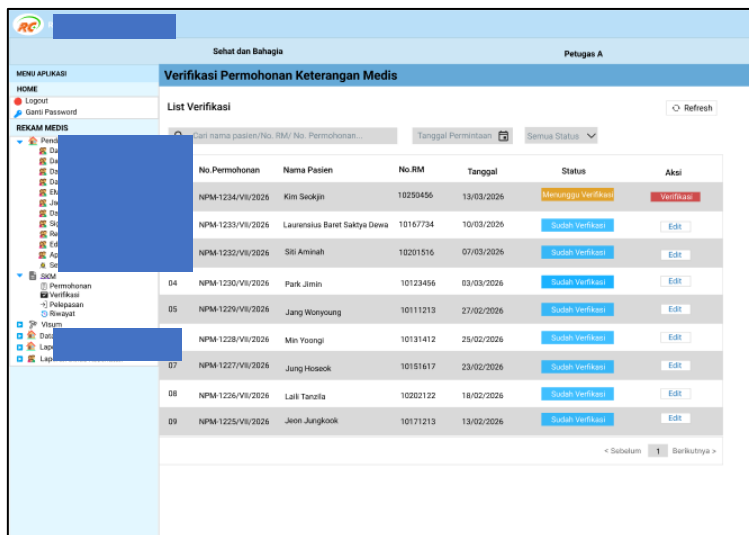 RC
Sehat dan Bahagia Petugas A
MENU APLIKASI
HOME
Logout
Ganti Password
REKAM MEDIS
SKM
Permohonan
Verifikasi
Pelepasan
Riwayat
Visum
Verifikasi Permohonan Keterangan Medis
List Verifikasi
Refresh
Cari nama pasien/No. RM/ No. Permohonan... Tanggal Permintaan Semua Status
No.Permohonan Nama Pasien No.RM Tanggal Status Aksi
NPM-1234/VII/2026 Kim Seokjin 10250456 13/03/2026 Menunggu Verifikasi Verifikasi
NPM-1233/VII/2026 Laurensius Baret Saktya Dewa 10167734 10/03/2026 Sudah Verfikasi Edit
NPM-1232/VII/2026 Siti Aminah 10201516 07/03/2026 Sudah Verfikasi Edit
04 NPM-1230/VII/2026 Park Jimin 10123456 03/03/2026 Sudah Verfikasi Edit
05 NPM-1229/VII/2026 Jang Wonyoung 10111213 27/02/2026 Sudah Verfikasi Edit
NPM-1228/VII/2026 Min Yoongi 10131412 25/02/2026 Sudah Verfikasi Edit
07 NPM-1227/VII/2026 Jung Hoseok 10151617 23/02/2026 Sudah Verfikasi Edit
08 NPM-1226/VII/2026 Laili Tanzila 10202122 18/02/2026 Sudah Verfikasi Edit
09 NPM-1225/VII/2026 Jeon Jungkook 10171213 13/02/2026 Sudah Verfikasi Edit
< Sebelum 1 Berikutnya >